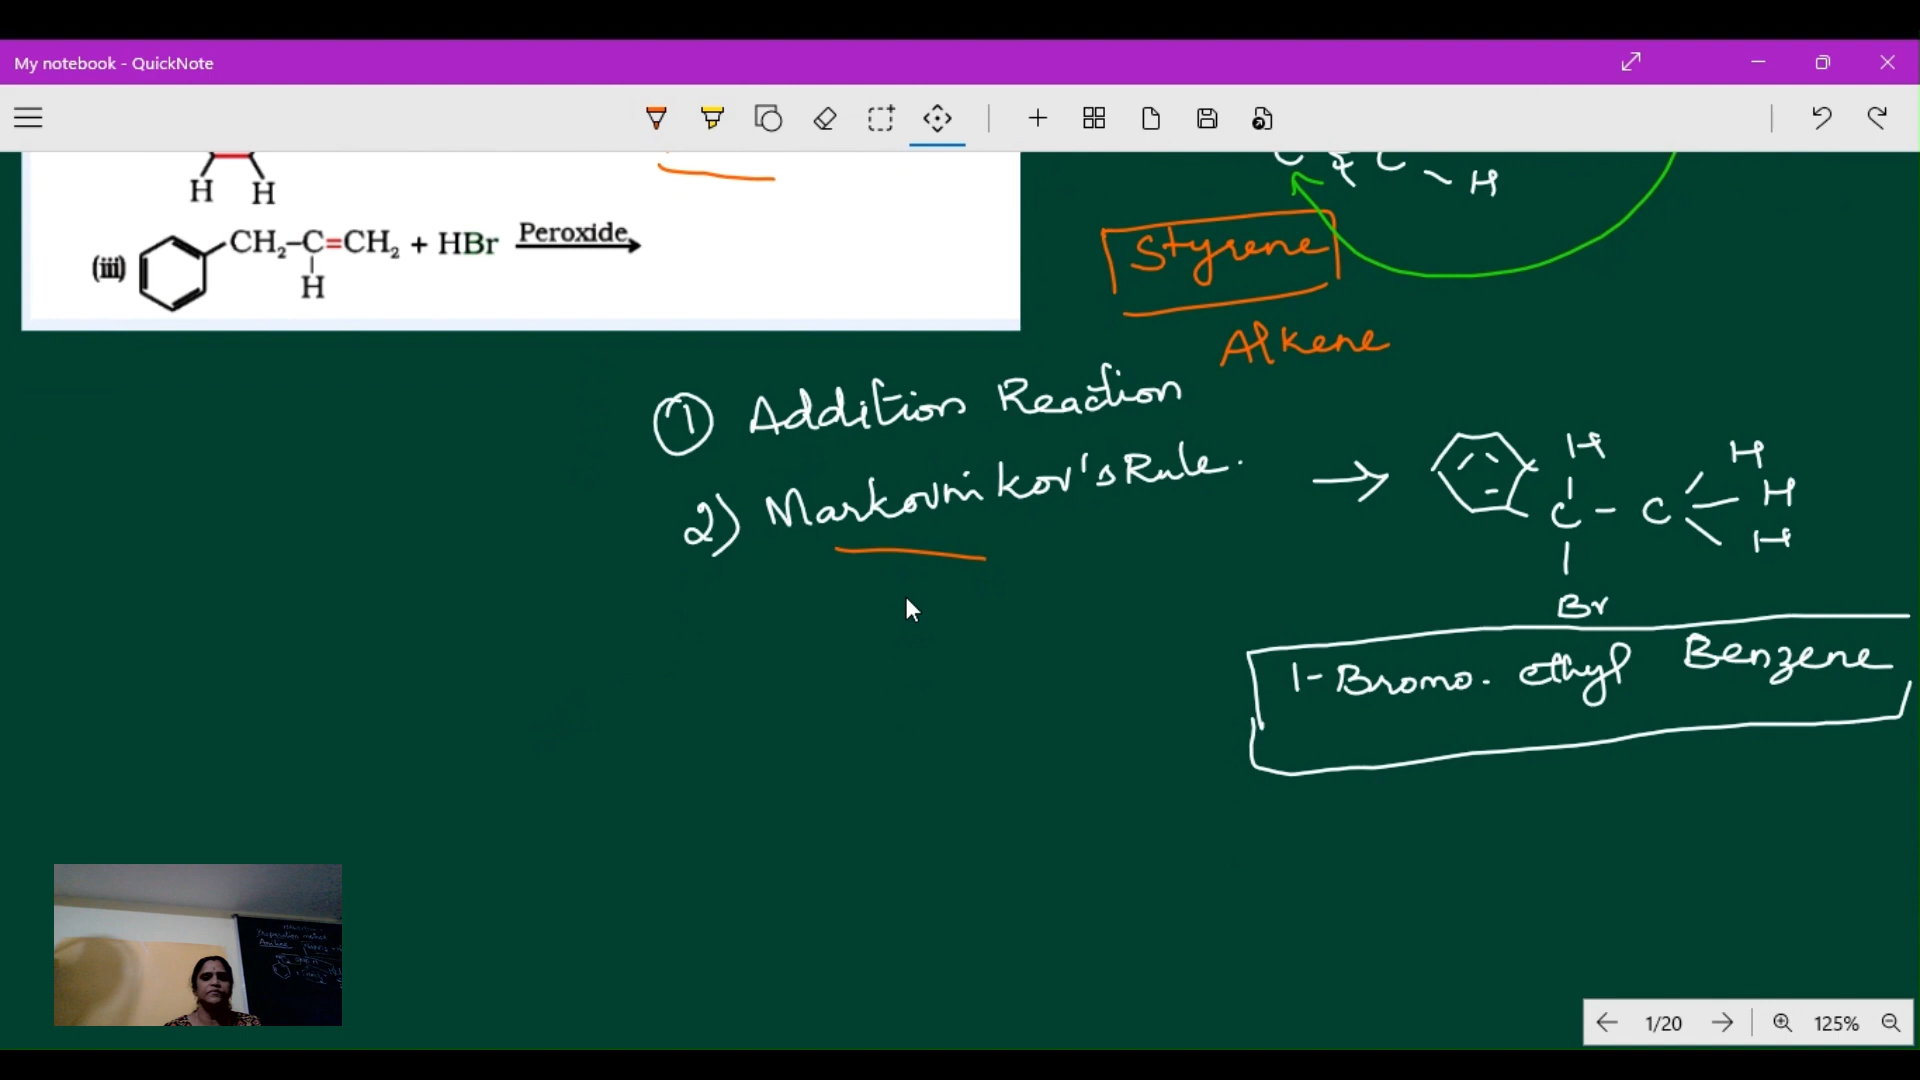 My notebook - QuickNote
H H
(iii) CH₂–C=CH₂ + HBr Peroxide
H
C C H
Styrene
Alkene
① Addition Reaction
2) Markovnikov's Rule.
→ H H
C – C H
H
Br
1- Bromo. ethyl Benzene
1/20 125%